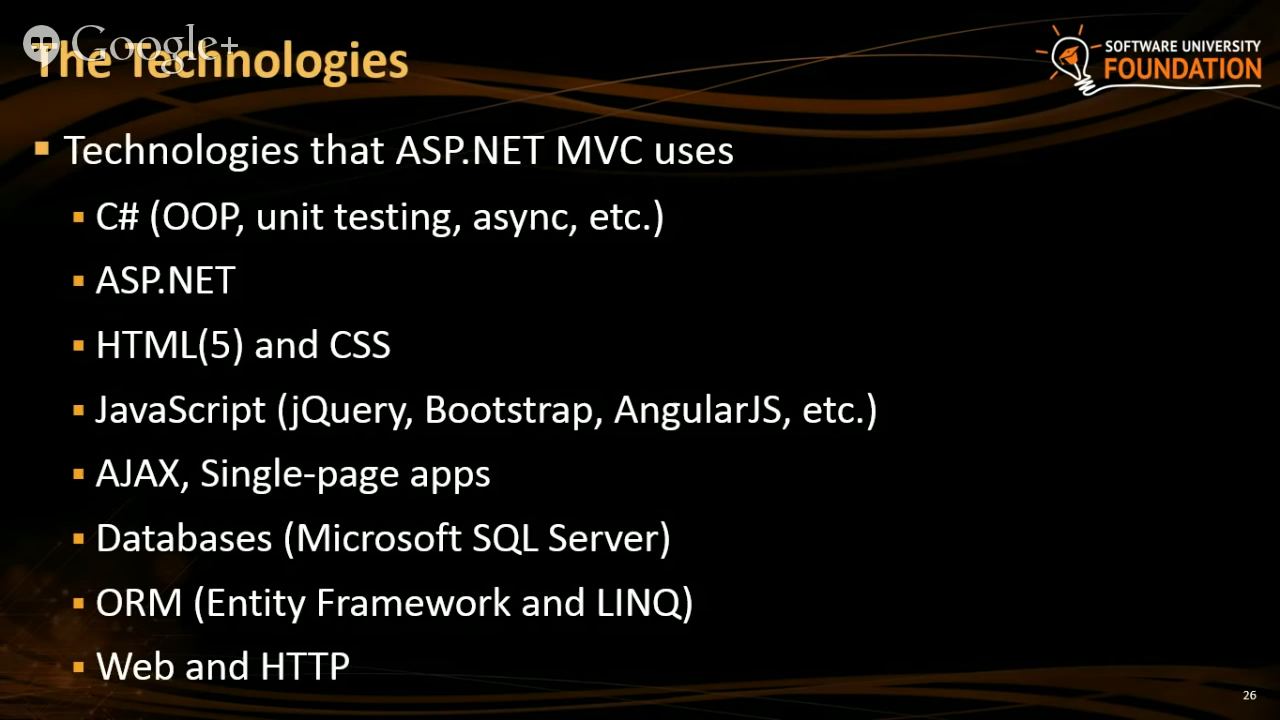 Google+
The Technologies
SOFTWARE UNIVERSITY
FOUNDATION
▪ Technologies that ASP.NET MVC uses
▪ C# (OOP, unit testing, async, etc.)
▪ ASP.NET
▪ HTML(5) and CSS
▪ JavaScript (jQuery, Bootstrap, AngularJS, etc.)
▪ AJAX, Single-page apps
▪ Databases (Microsoft SQL Server)
▪ ORM (Entity Framework and LINQ)
▪ Web and HTTP
26